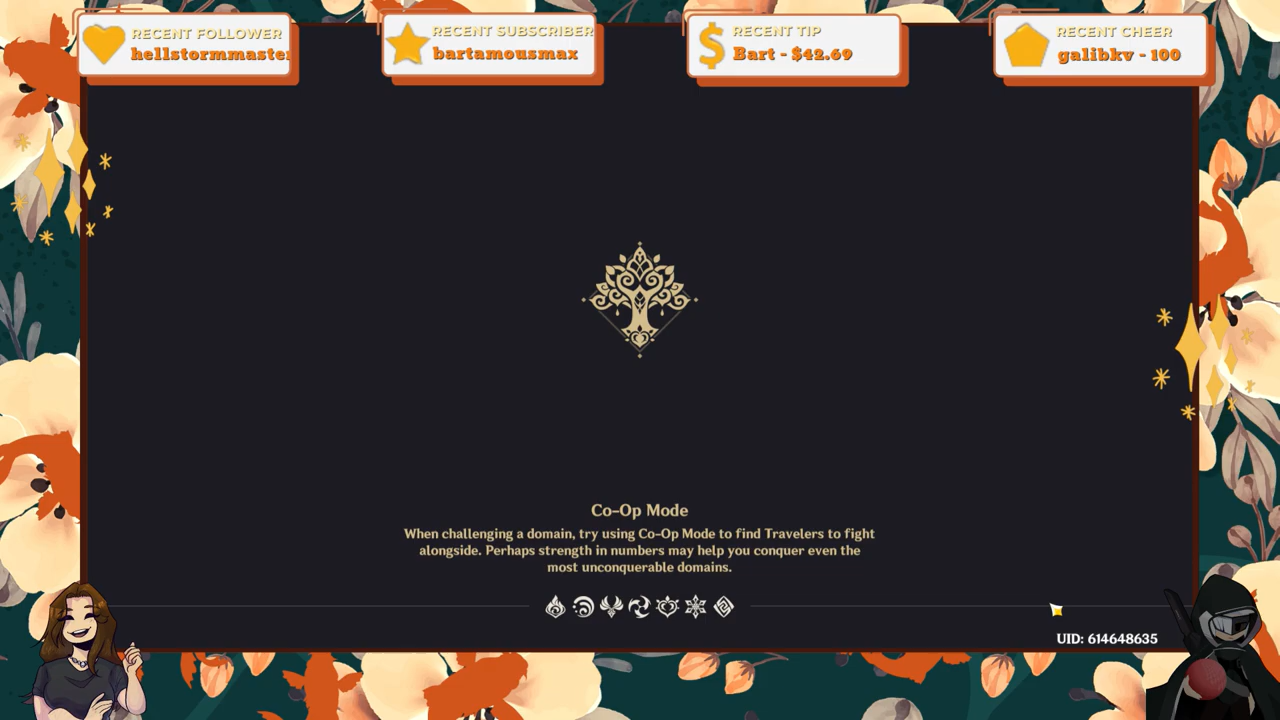 RECENT FOLLOWER
hellstormmaster
RECENT SUBSCRIBER
bartamousmax
RECENT TIP
Bart - $42.69
RECENT CHEER
galibkv - 100
Co-Op Mode
When challenging a domain, try using Co-Op Mode to find Travelers to fight
alongside. Perhaps strength in numbers may help you conquer even the
most unconquerable domains.
UID: 614648635